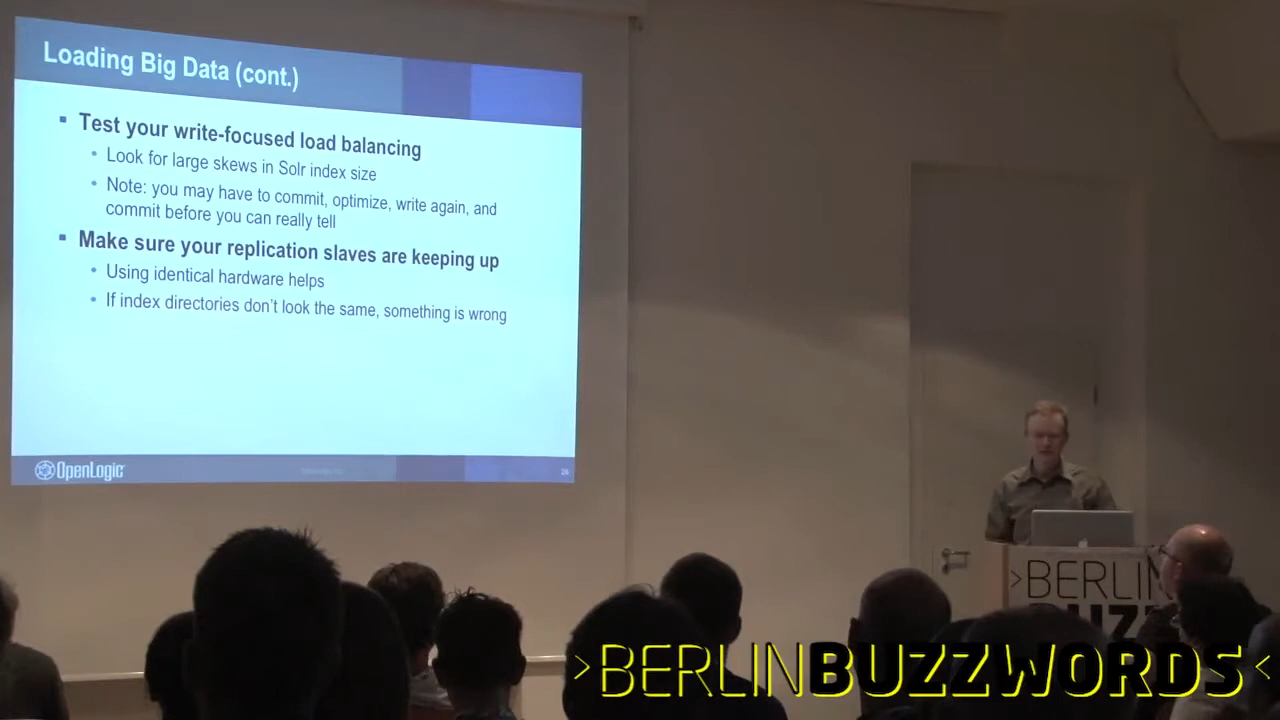 Loading Big Data (cont.)
▪ Test your write-focused load balancing
• Look for large skews in Solr index size
• Note: you may have to commit, optimize, write again, and
commit before you can really tell
▪ Make sure your replication slaves are keeping up
• Using identical hardware helps
• If index directories don’t look the same, something is wrong
OpenLogic
26
>BERLIN
BUZZ
>BERLINBUZZWORDS<